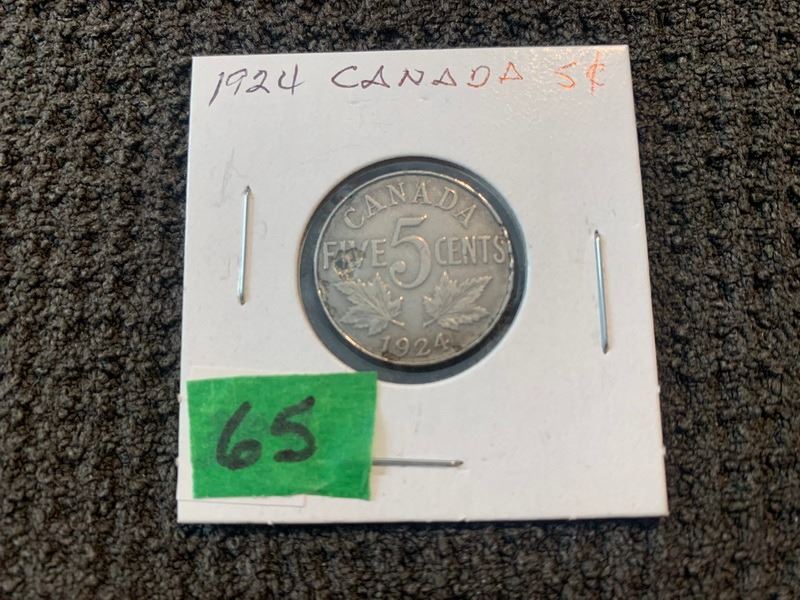 1924 CANADA 5¢
CANADA
FIVE 5 CENTS
1924
65